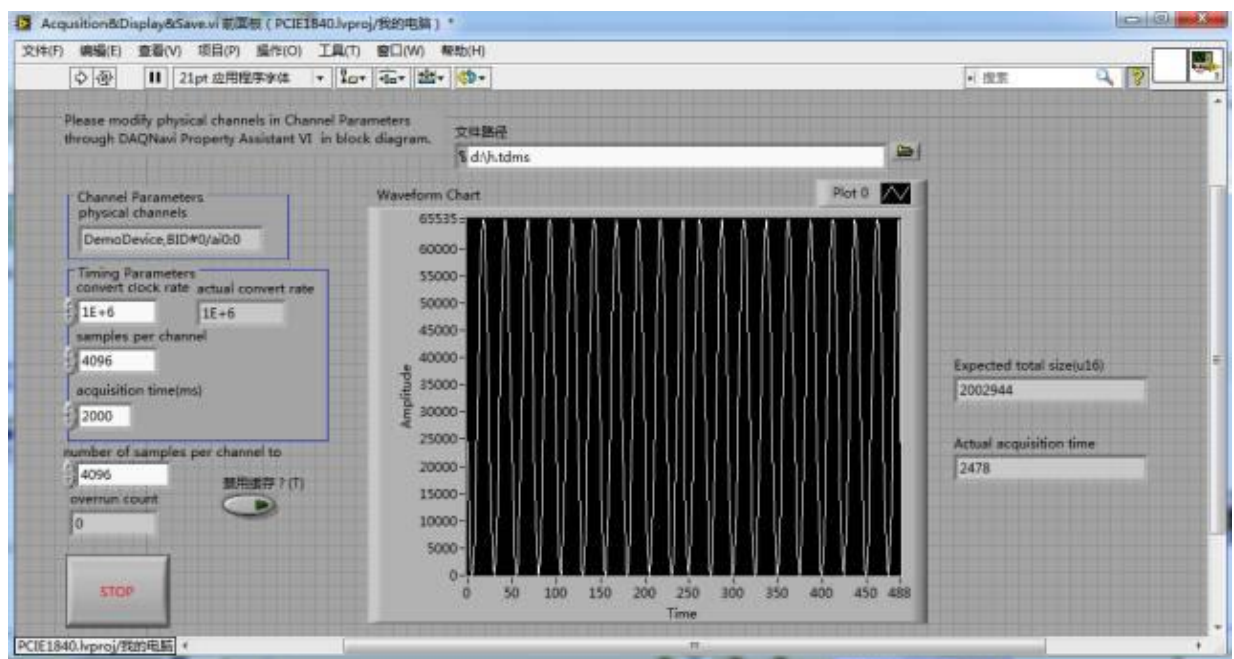 Acqusition&Display&Save.vi 前面板 ( PCIE1840.lvproj/我的电脑 ) *
文件(F) 编辑(E) 查看(V) 项目(P) 操作(O) 工具(T) 窗口(W) 帮助(H)
21pt 应用程序字体
搜索
Please modify physical channels in Channel Parameters
through DAQNavi Property Assistant VI in block diagram.
文件路径
d:\h.tdms
Channel Parameters
physical channels
DemoDevice,BID#0/ai0:0
Timing Parameters
convert clock rate actual convert rate
1E+6 1E+6
samples per channel
4096
acquisition time(ms)
2000
number of samples per channel to
4096
禁用缓存？(T)
overrun count
0
STOP
Waveform Chart
Plot 0
65535
60000
55000
50000
45000
40000
35000
30000
25000
20000
15000
10000
5000
0
Amplitude
0 50 100 150 200 250 300 350 400 450 488
Time
Expected total size(u16)
2002944
Actual acquisition time
2478
PCIE1840.lvproj/我的电脑